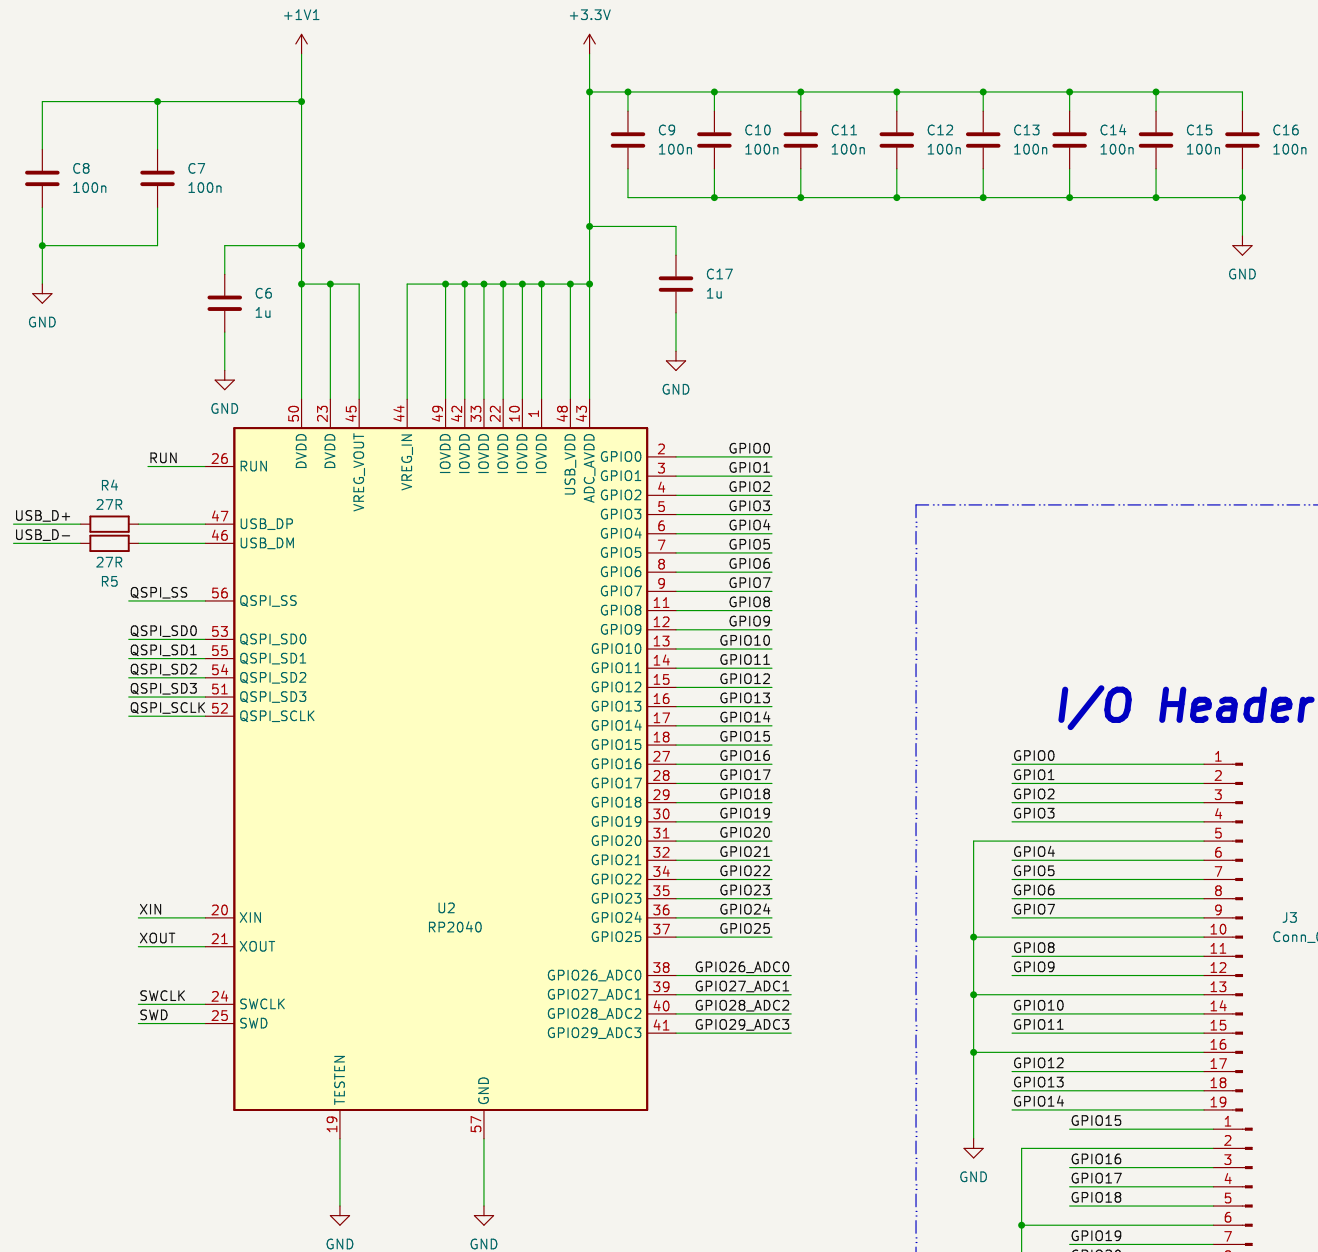 +1V1
+3.3V
C8
100n
C7
100n
C9
100n
C10
100n
C11
100n
C12
100n
C13
100n
C14
100n
C15
100n
C16
100n
GND
C6
1u
GND
C17
1u
GND
GND
50
23
45
44
49
42
33
22
10
1
48
43
DVDD
DVDD
VREG_VOUT
VREG_IN
IOVDD
IOVDD
IOVDD
IOVDD
IOVDD
IOVDD
USB_VDD
ADC_AVDD
RUN 26 RUN
R4
27R
USB_D+ 47 USB_DP
USB_D- 46 USB_DM
27R
R5
QSPI_SS 56 QSPI_SS
QSPI_SD0 53 QSPI_SD0
QSPI_SD1 55 QSPI_SD1
QSPI_SD2 54 QSPI_SD2
QSPI_SD3 51 QSPI_SD3
QSPI_SCLK 52 QSPI_SCLK
XIN 20 XIN
XOUT 21 XOUT
SWCLK 24 SWCLK
SWD 25 SWD
U2
RP2040
GPIO0 2 GPIO0
GPIO1 3 GPIO1
GPIO2 4 GPIO2
GPIO3 5 GPIO3
GPIO4 6 GPIO4
GPIO5 7 GPIO5
GPIO6 8 GPIO6
GPIO7 9 GPIO7
GPIO8 11 GPIO8
GPIO9 12 GPIO9
GPIO10 13 GPIO10
GPIO11 14 GPIO11
GPIO12 15 GPIO12
GPIO13 16 GPIO13
GPIO14 17 GPIO14
GPIO15 18 GPIO15
GPIO16 27 GPIO16
GPIO17 28 GPIO17
GPIO18 29 GPIO18
GPIO19 30 GPIO19
GPIO20 31 GPIO20
GPIO21 32 GPIO21
GPIO22 34 GPIO22
GPIO23 35 GPIO23
GPIO24 36 GPIO24
GPIO25 37 GPIO25
GPIO26_ADC0 38 GPIO26_ADC0
GPIO27_ADC1 39 GPIO27_ADC1
GPIO28_ADC2 40 GPIO28_ADC2
GPIO29_ADC3 41 GPIO29_ADC3
TESTEN
19
GND
GND
57
GND
I/O Header
GPIO0 1
GPIO1 2
GPIO2 3
GPIO3 4
5
GPIO4 6
GPIO5 7
GPIO6 8
GPIO7 9
10
GPIO8 11
GPIO9 12
13
GPIO10 14
GPIO11 15
16
GPIO12 17
GPIO13 18
GPIO14 19
J3
GPIO15 1
2
GPIO16 3
GPIO17 4
GPIO18 5
6
GPIO19 7
GND